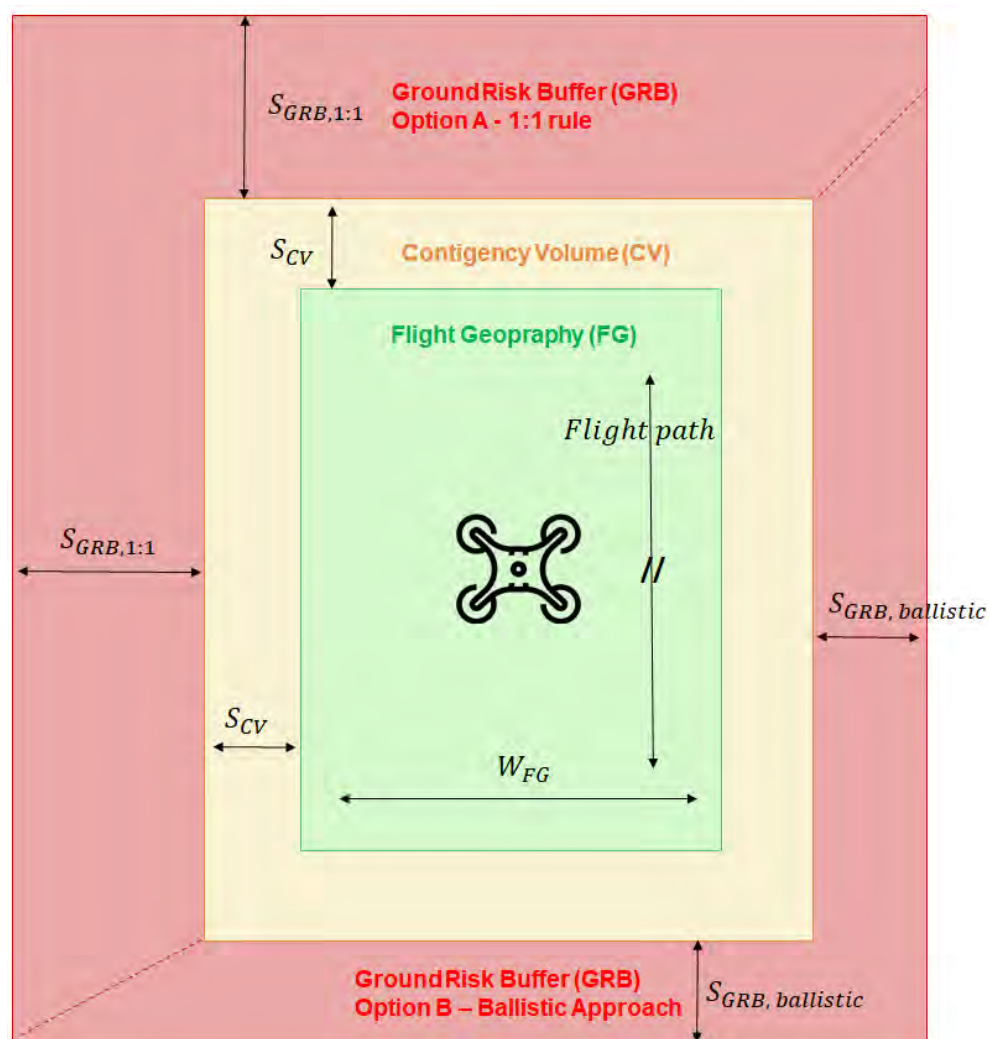 Ground Risk Buffer (GRB)
Option A - 1:1 rule
S_{GRB,1:1}
S_{CV}
Contigency Volume (CV)
Flight Geopraphy (FG)
Flight path
S_{GRB,1:1}
//
S_{GRB, ballistic}
S_{CV}
W_{FG}
Ground Risk Buffer (GRB)
Option B – Ballistic Approach
S_{GRB, ballistic}